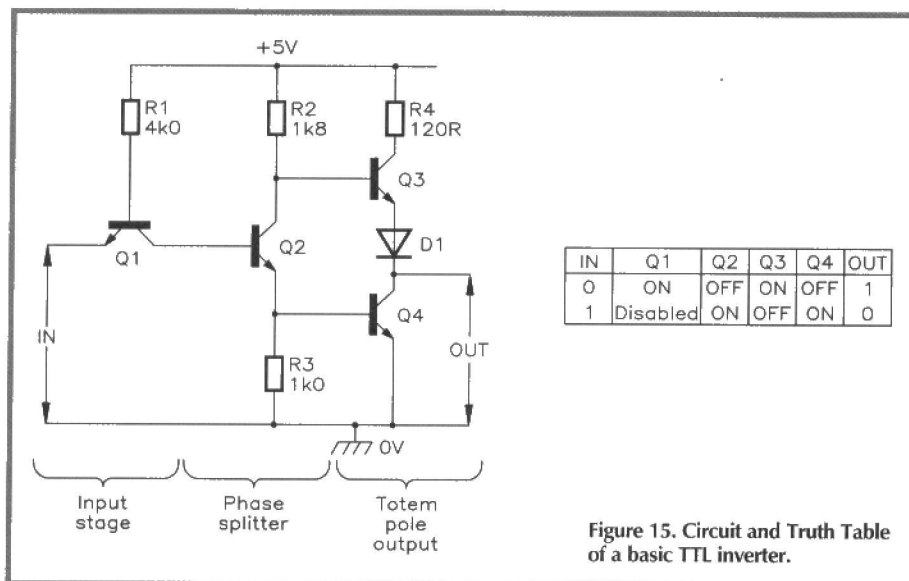 +5V
R1
4k0
R2
1k8
R4
120R
Q3
Q1
Q2
D1
Q4
IN
OUT
R3
1k0
0V
Input
stage
Phase
splitter
Totem
pole
output
IN Q1 Q2 Q3 Q4 OUT
0 ON OFF ON OFF 1
1 Disabled ON OFF ON 0
Figure 15. Circuit and Truth Table
of a basic TTL inverter.